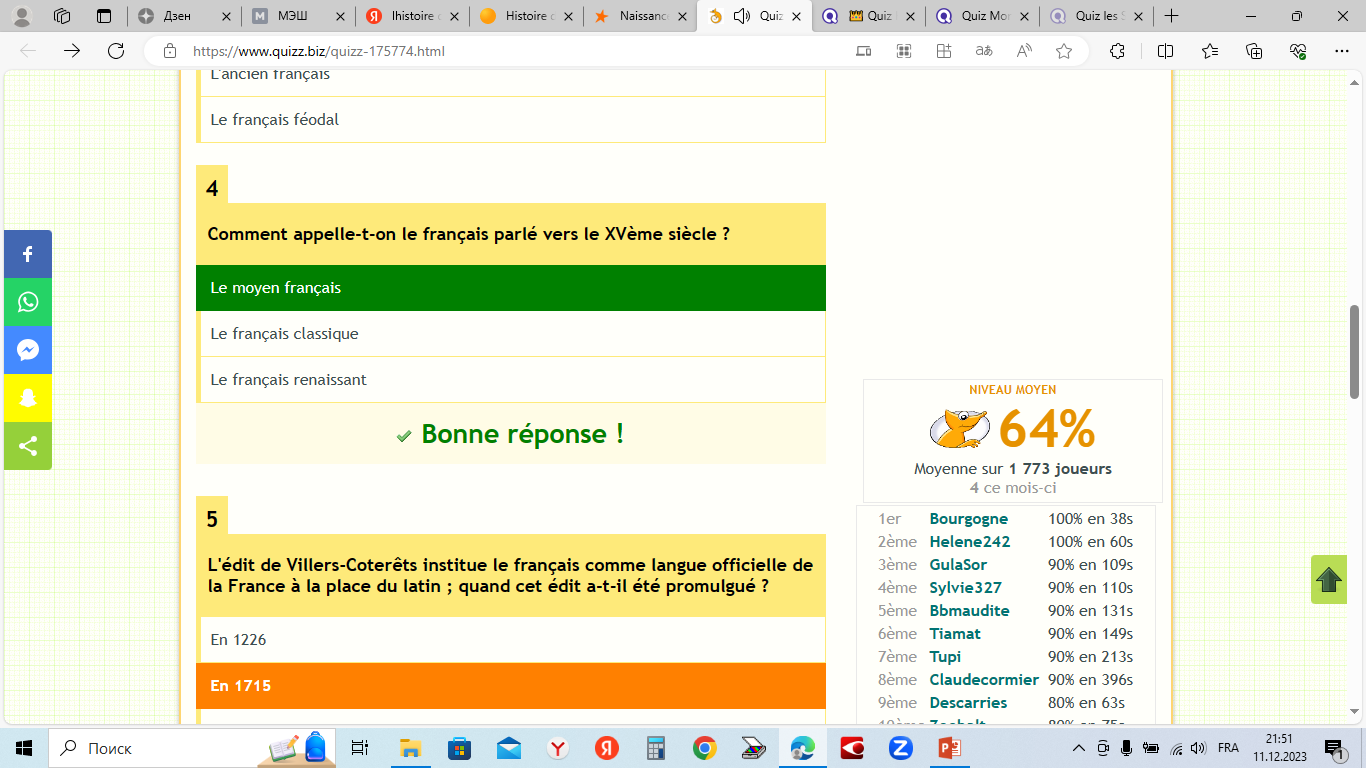 Дзен
МЭШ
lhistoire
Histoire
Naissance
Quiz
Quiz
Quiz Mon
Quiz les
https://www.quizz.biz/quizz-175774.html
L'ancien français
Le français féodal
4
Comment appelle-t-on le français parlé vers le XVème siècle ?
Le moyen français
Le français classique
Le français renaissant
Bonne réponse !
5
L'édit de Villers-Coterêts institue le français comme langue officielle de
la France à la place du latin ; quand cet édit a-t-il été promulgué ?
En 1226
En 1715
NIVEAU MOYEN
64%
Moyenne sur 1 773 joueurs
4 ce mois-ci
1er Bourgogne 100% en 38s
2ème Helene242 100% en 60s
3ème GulaSor 90% en 109s
4ème Sylvie327 90% en 110s
5ème Bbmaudite 90% en 131s
6ème Tiamat 90% en 149s
7ème Tupi 90% en 213s
8ème Claudecormier 90% en 396s
9ème Descarries 80% en 63s
Поиск
FRA
21:51
11.12.2023
1